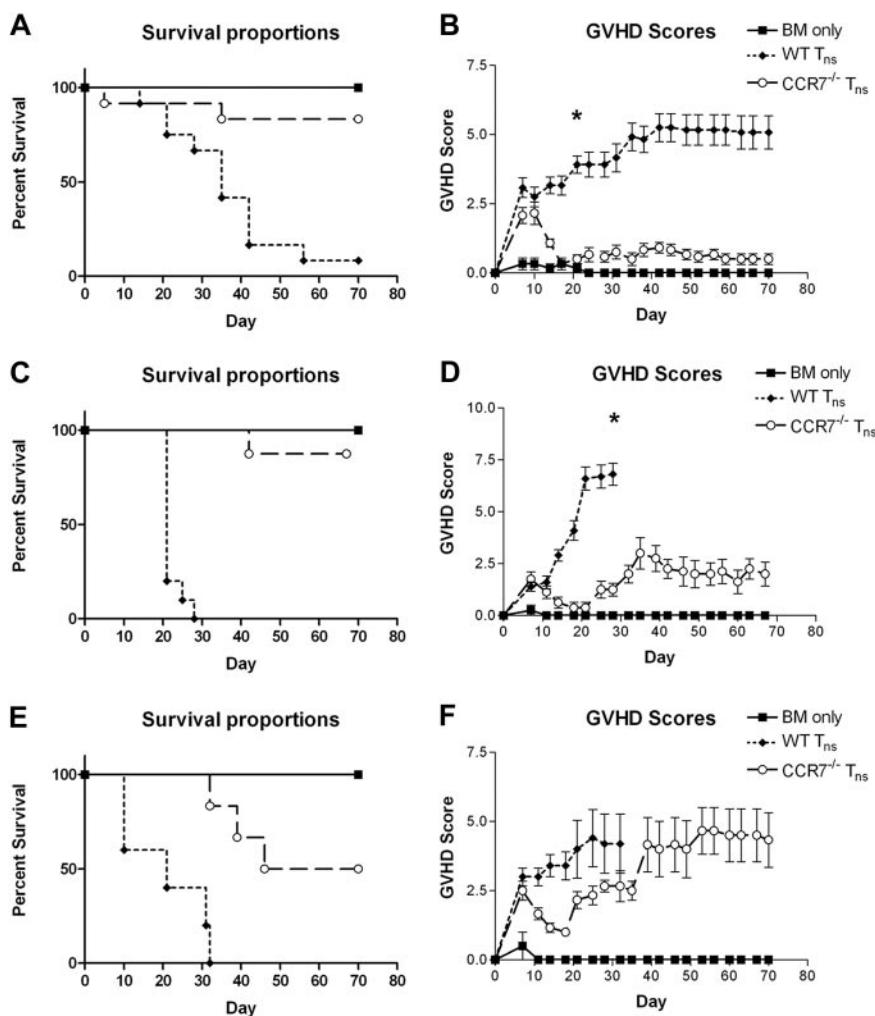 A
Survival proportions
Percent Survival
100
50
0
0 10 20 30 40 50 60 70 80
Day
B
GVHD Scores
BM only
WT Tns
CCR7-/- Tns
GVHD Score
7.5
5.0
2.5
0.0
*
0 10 20 30 40 50 60 70 80
Day
C
Survival proportions
Percent Survival
100
50
0
0 10 20 30 40 50 60 70 80
Day
D
GVHD Scores
BM only
WT Tns
CCR7-/- Tns
GVHD Score
10.0
7.5
5.0
2.5
0.0
*
0 10 20 30 40 50 60 70 80
Day
E
Survival proportions
Percent Survival
100
50
0
0 10 20 30 40 50 60 70 80
Day
F
GVHD Scores
BM only
WT Tns
CCR7-/- Tns
GVHD Score
7.5
5.0
2.5
0.0
0 10 20 30 40 50 60 70 80
Day